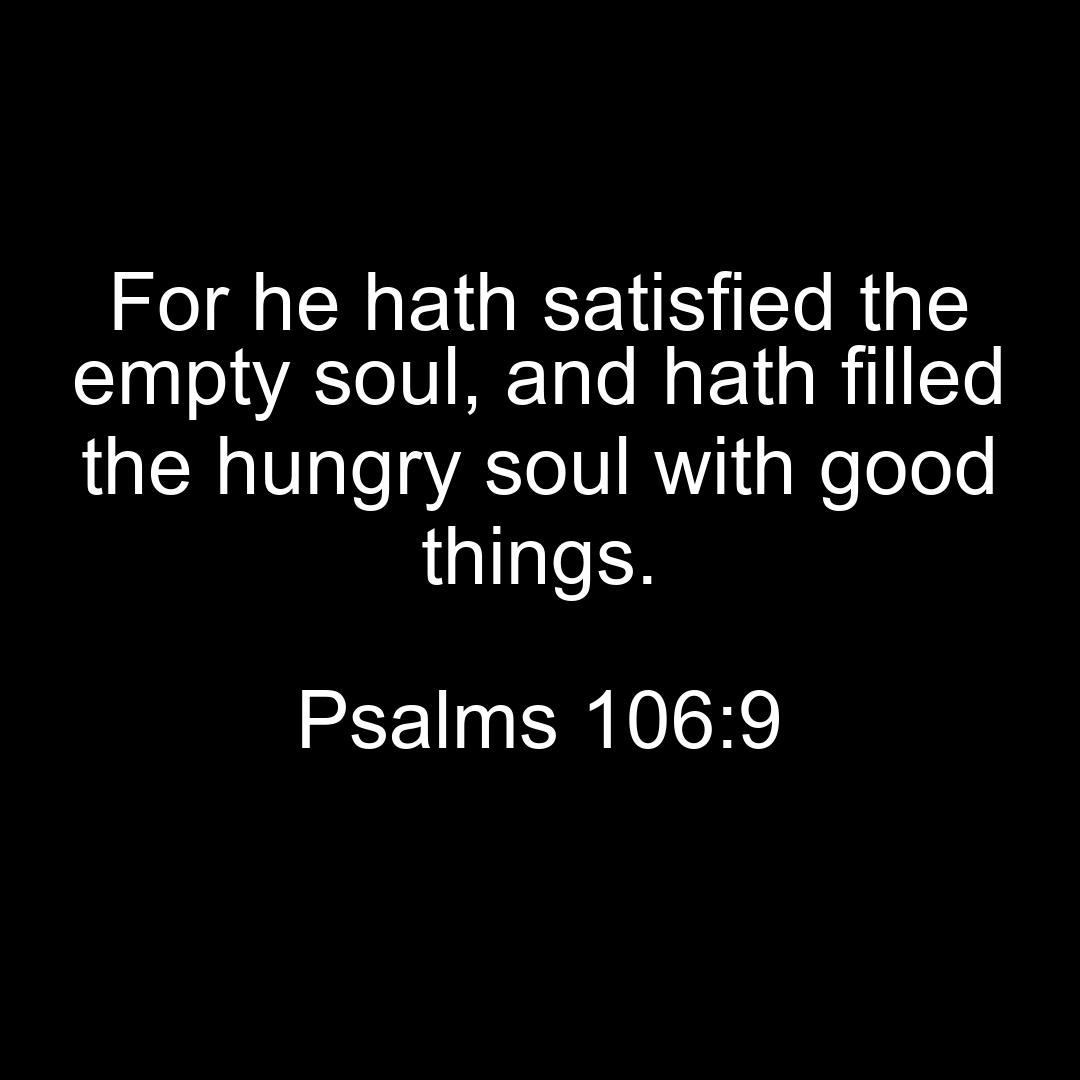 For he hath satisfied the
empty soul, and hath filled
the hungry soul with good
things.
Psalms 106:9